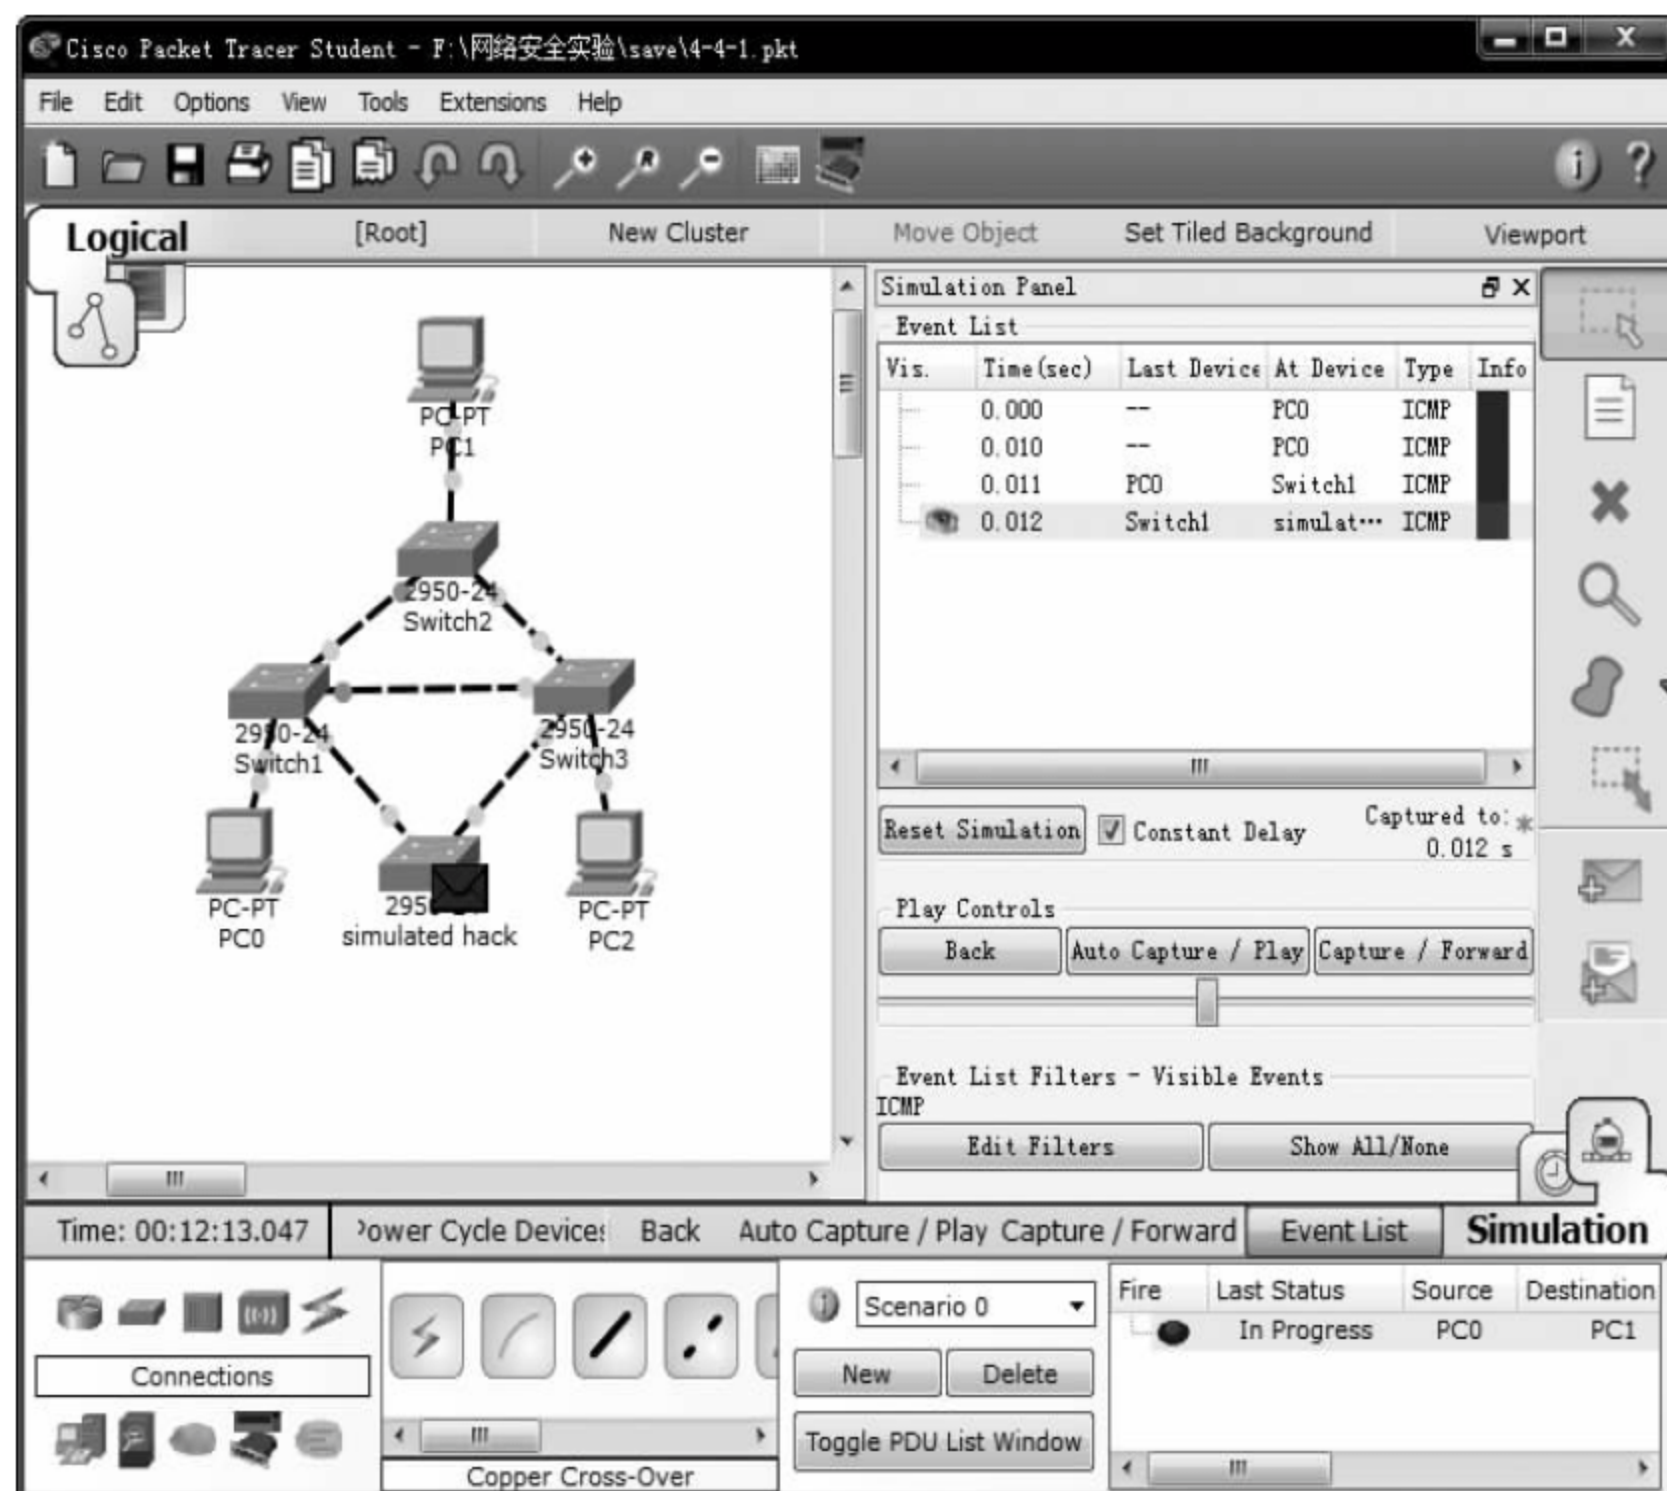 Cisco Packet Tracer Student - F:\网络安全实验\save\4-4-1.pkt
File Edit Options View Tools Extensions Help
Logical [Root] New Cluster Move Object Set Tiled Background Viewport
PC-PT
PC1
2950-24
Switch2
2950-24
Switch1
2950-24
Switch3
PC-PT
PC0
295
simulated hack
PC-PT
PC2
Simulation Panel
Event List
Vis. Time(sec) Last Device At Device Type Info
0.000 -- PC0 ICMP
0.010 -- PC0 ICMP
0.011 PC0 Switch1 ICMP
0.012 Switch1 simulat… ICMP
Reset Simulation Constant Delay Captured to:
0.012 s
Play Controls
Back Auto Capture / Play Capture / Forward
Event List Filters - Visible Events
ICMP
Edit Filters Show All/None
Time: 00:12:13.047 Power Cycle Devices Back Auto Capture / Play Capture / Forward Event List Simulation
Connections
Copper Cross-Over
Scenario 0
New Delete
Toggle PDU List Window
Fire Last Status Source Destination
In Progress PC0 PC1